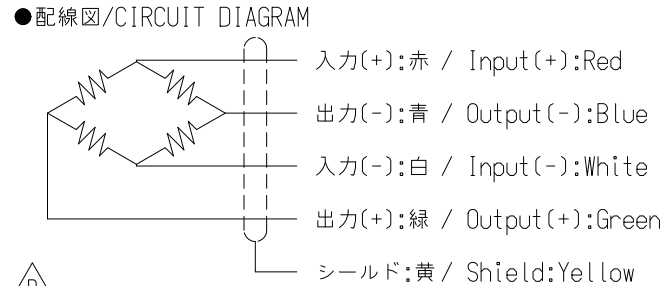 ●配線図/CIRCUIT DIAGRAM
入力(+):赤 / Input(+):Red
出力(-):青 / Output(-):Blue
入力(-):白 / Input(-):White
出力(+):緑 / Output(+):Green
シールド:黄 / Shield:Yellow